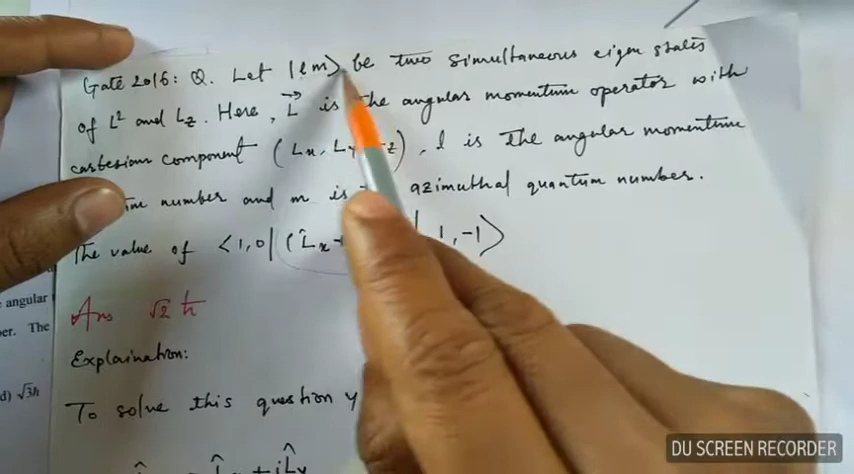 Gate 2016: Q. Let |lm> be two simultaneous eigen states
of L² and Lz. Here, L⃗ is the angular momentum operator with
cartesian component (Lx, Ly, z), l is the angular momentum
number and m is azimuthal quantum number.
The value of <1,0| (L̂x 1,-1>
Ans √2 ħ
Explaination:
To solve this question
+ iL̂y
angular
er. The
d) √3ħ
DU SCREEN RECORDER